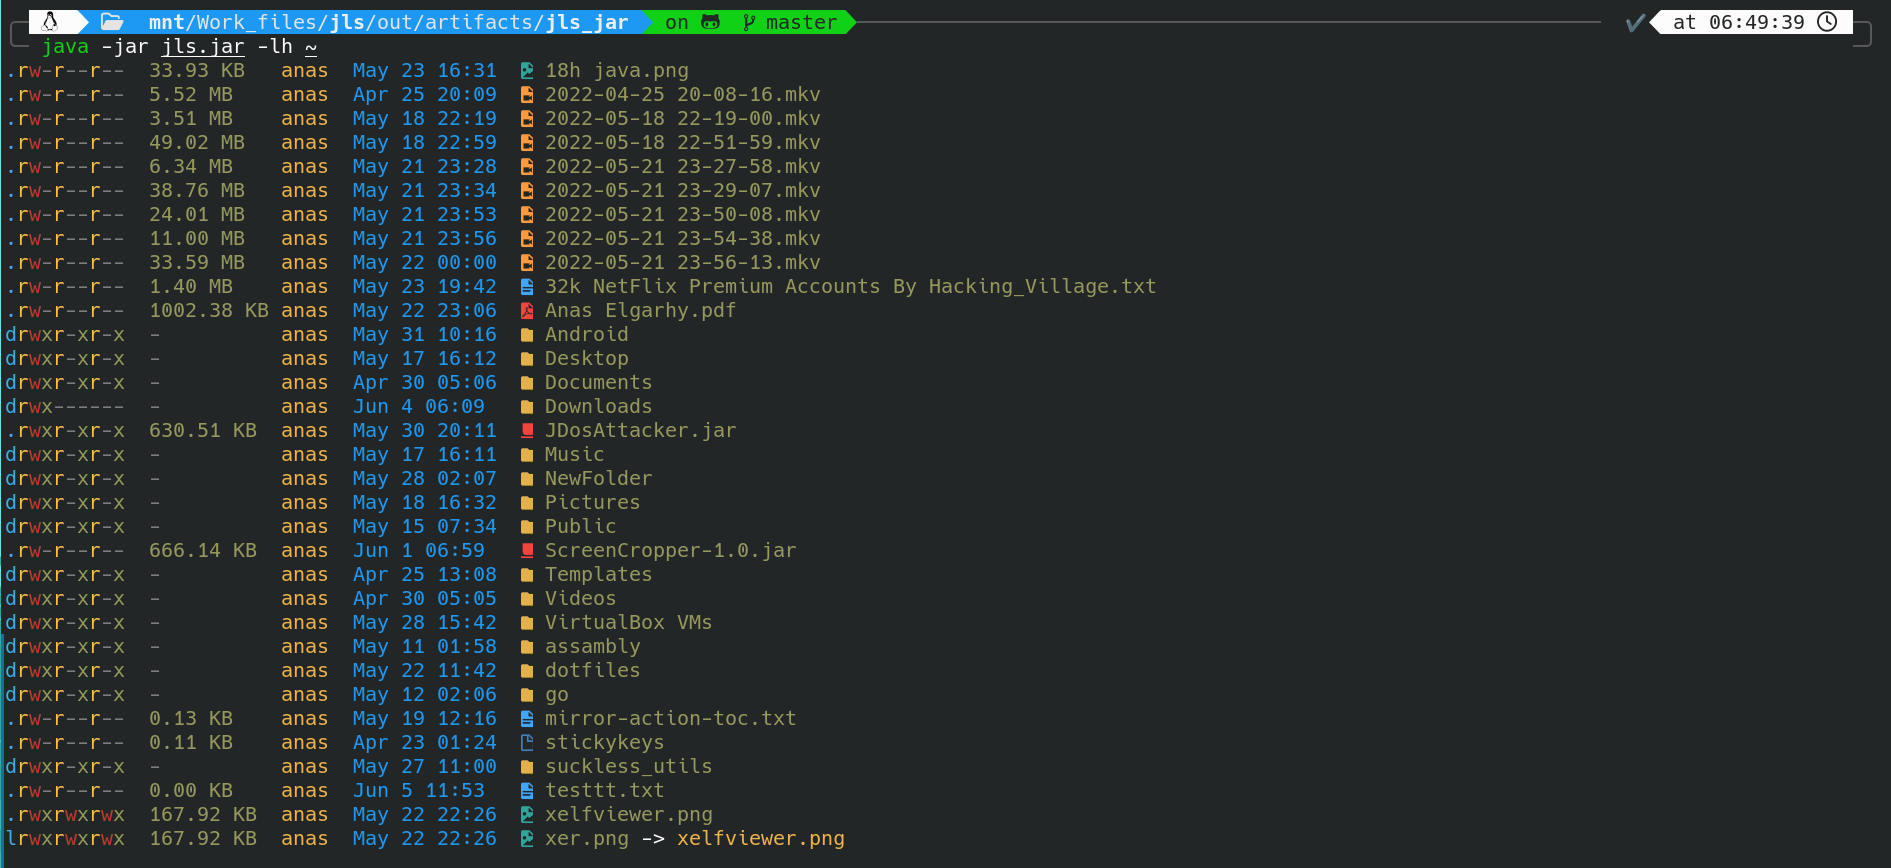 mnt/Work_files/jls/out/artifacts/jls_jar on master at 06:49:39
java -jar jls.jar -lh ~
.rw-r--r-- 33.93 KB anas May 23 16:31 18h java.png
.rw-r--r-- 5.52 MB anas Apr 25 20:09 2022-04-25 20-08-16.mkv
.rw-r--r-- 3.51 MB anas May 18 22:19 2022-05-18 22-19-00.mkv
.rw-r--r-- 49.02 MB anas May 18 22:59 2022-05-18 22-51-59.mkv
.rw-r--r-- 6.34 MB anas May 21 23:28 2022-05-21 23-27-58.mkv
.rw-r--r-- 38.76 MB anas May 21 23:34 2022-05-21 23-29-07.mkv
.rw-r--r-- 24.01 MB anas May 21 23:53 2022-05-21 23-50-08.mkv
.rw-r--r-- 11.00 MB anas May 21 23:56 2022-05-21 23-54-38.mkv
.rw-r--r-- 33.59 MB anas May 22 00:00 2022-05-21 23-56-13.mkv
.rw-r--r-- 1.40 MB anas May 23 19:42 32k NetFlix Premium Accounts By Hacking_Village.txt
.rw-r--r-- 1002.38 KB anas May 22 23:06 Anas Elgarhy.pdf
drwxr-xr-x - anas May 31 10:16 Android
drwxr-xr-x - anas May 17 16:12 Desktop
drwxr-xr-x - anas Apr 30 05:06 Documents
drwx------ - anas Jun 4 06:09 Downloads
.rwxr-xr-x 630.51 KB anas May 30 20:11 JDosAttacker.jar
drwxr-xr-x - anas May 17 16:11 Music
drwxr-xr-x - anas May 28 02:07 NewFolder
drwxr-xr-x - anas May 18 16:32 Pictures
drwxr-xr-x - anas May 15 07:34 Public
.rw-r--r-- 666.14 KB anas Jun 1 06:59 ScreenCropper-1.0.jar
drwxr-xr-x - anas Apr 25 13:08 Templates
drwxr-xr-x - anas Apr 30 05:05 Videos
drwxr-xr-x - anas May 28 15:42 VirtualBox VMs
drwxr-xr-x - anas May 11 01:58 assambly
drwxr-xr-x - anas May 22 11:42 dotfiles
drwxr-xr-x - anas May 12 02:06 go
.rw-r--r-- 0.13 KB anas May 19 12:16 mirror-action-toc.txt
.rw-r--r-- 0.11 KB anas Apr 23 01:24 stickykeys
drwxr-xr-x - anas May 27 11:00 suckless_utils
.rw-r--r-- 0.00 KB anas Jun 5 11:53 testtt.txt
.rwxrwxrwx 167.92 KB anas May 22 22:26 xelfviewer.png
lrwxrwxrwx 167.92 KB anas May 22 22:26 xer.png -> xelfviewer.png